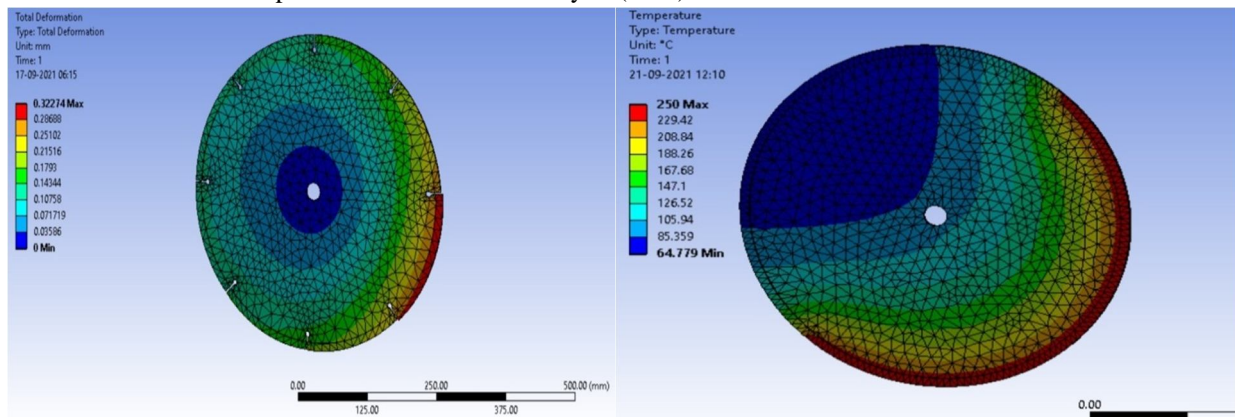 Total Deformation
Type: Total Deformation
Unit: mm
Time: 1
17-09-2021 06:15
0.32274 Max
0.28688
0.25102
0.21516
0.1793
0.14344
0.10758
0.071719
0.03586
0 Min
0.00
250.00
500.00 (mm)
125.00
375.00
Temperature
Type: Temperature
Unit: °C
Time: 1
21-09-2021 12:10
250 Max
229.42
208.84
188.26
167.68
147.1
126.52
105.94
85.359
64.779 Min
0.00